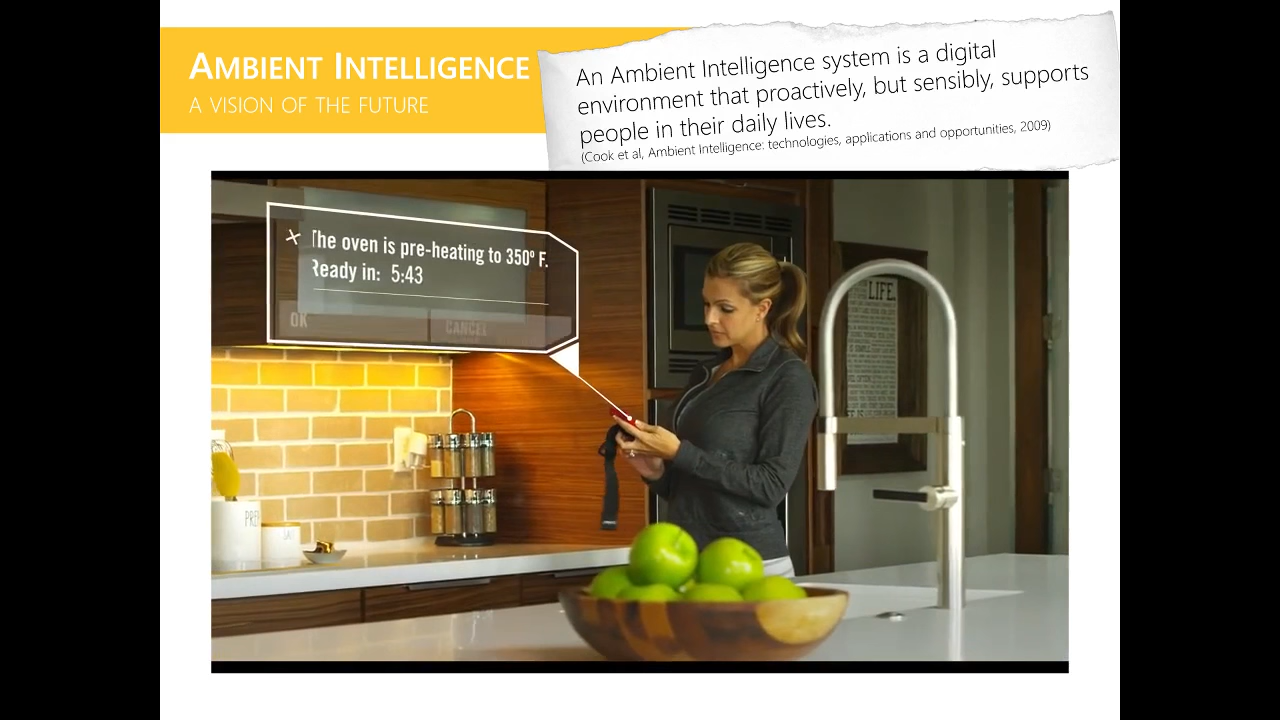 AMBIENT INTELLIGENCE
A VISION OF THE FUTURE
An Ambient Intelligence system is a digital
environment that proactively, but sensibly, supports
people in their daily lives.
(Cook et al, Ambient Intelligence: technologies, applications and opportunities, 2009)
The oven is pre-heating to 350° F.
Ready in: 5:43
OK
CANCEL
LIFE.